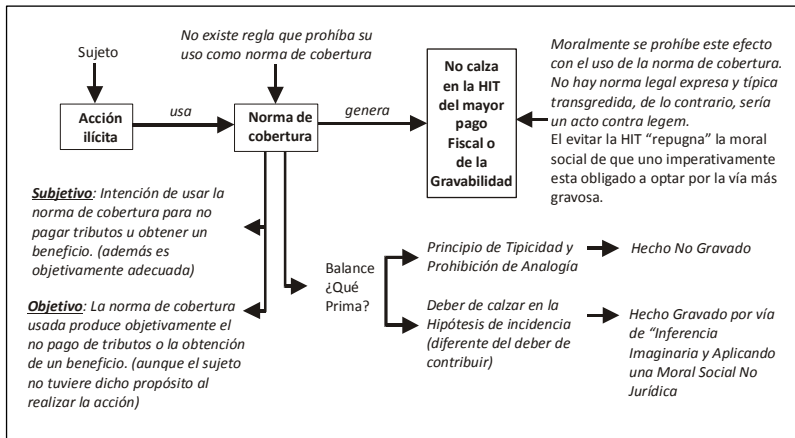 Sujeto
No existe regla que prohíba su
uso como norma de cobertura
Acción
ilícita
usa
Norma de
cobertura
genera
No calza
en la HIT
del mayor
pago
Fiscal o
de la
Gravabilidad
Moralmente se prohíbe este efecto
con el uso de la norma de cobertura.
No hay norma legal expresa y típica
transgredida, de lo contrario, sería
un acto contra legem.
El evitar la HIT “repugna” la moral
social de que uno imperativamente
esta obligado a optar por la vía más
gravosa.
Subjetivo: Intención de usar la
norma de cobertura para no
pagar tributos u obtener un
beneficio. (además es
objetivamente adecuada)
Objetivo: La norma de cobertura
usada produce objetivamente el
no pago de tributos o la obtención
de un beneficio. (aunque el sujeto
no tuviere dicho propósito al
realizar la acción)
Balance
¿Qué
Prima?
Principio de Tipicidad y
Prohibición de Analogía
Hecho No Gravado
Deber de calzar en la
Hipótesis de incidencia
(diferente del deber de
contribuir)
Hecho Gravado por vía
de “Inferencia
Imaginaria y Aplicando
una Moral Social No
Jurídica